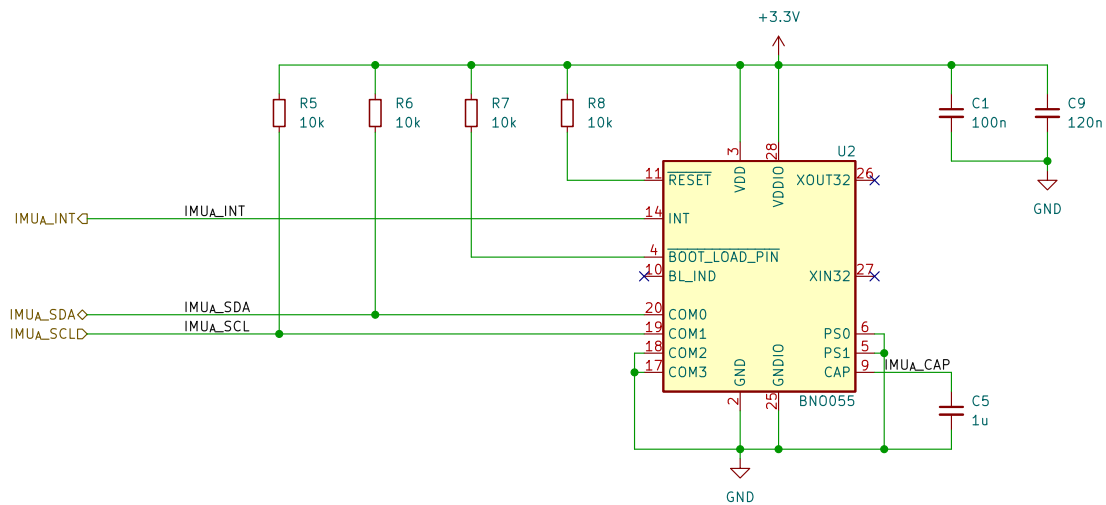 +3.3V
R5
10k
R6
10k
R7
10k
R8
10k
C1
100n
C9
120n
GND
U2
3
VDD
28
VDDIO
11
RESET
XOUT32
26
IMUA_INT
IMUA_INT
14
INT
4
BOOT_LOAD_PIN
10
BL_IND
XIN32
27
IMUA_SDA
IMUA_SDA
20
COM0
IMUA_SCL
IMUA_SCL
19
COM1
PS0
6
18
COM2
PS1
5
17
COM3
CAP
9
IMUA_CAP
GND
2
GNDIO
25
BNO055
C5
1u
GND